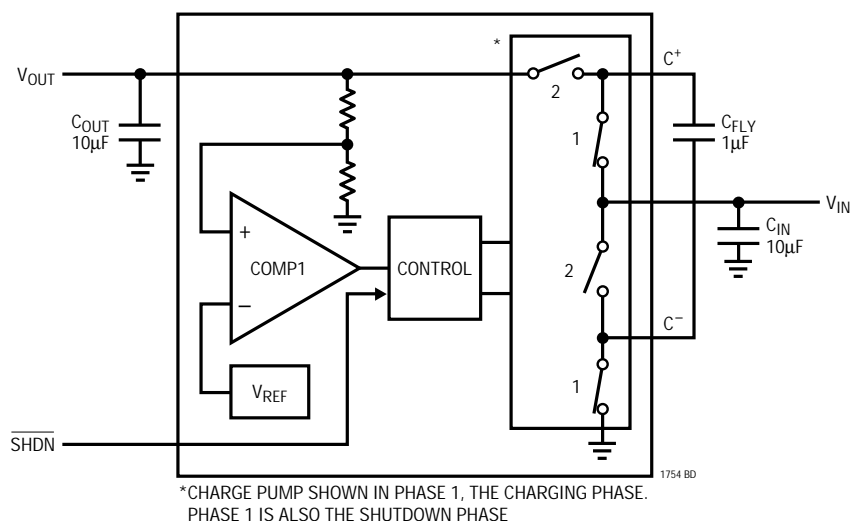 *
C⁺
V_OUT
2
C_OUT
10µF
1
C_FLY
1µF
V_IN
C_IN
10µF
+
COMP1
CONTROL
2
−
C⁻
V_REF
1
SHDN
1754 BD
*CHARGE PUMP SHOWN IN PHASE 1, THE CHARGING PHASE.
PHASE 1 IS ALSO THE SHUTDOWN PHASE